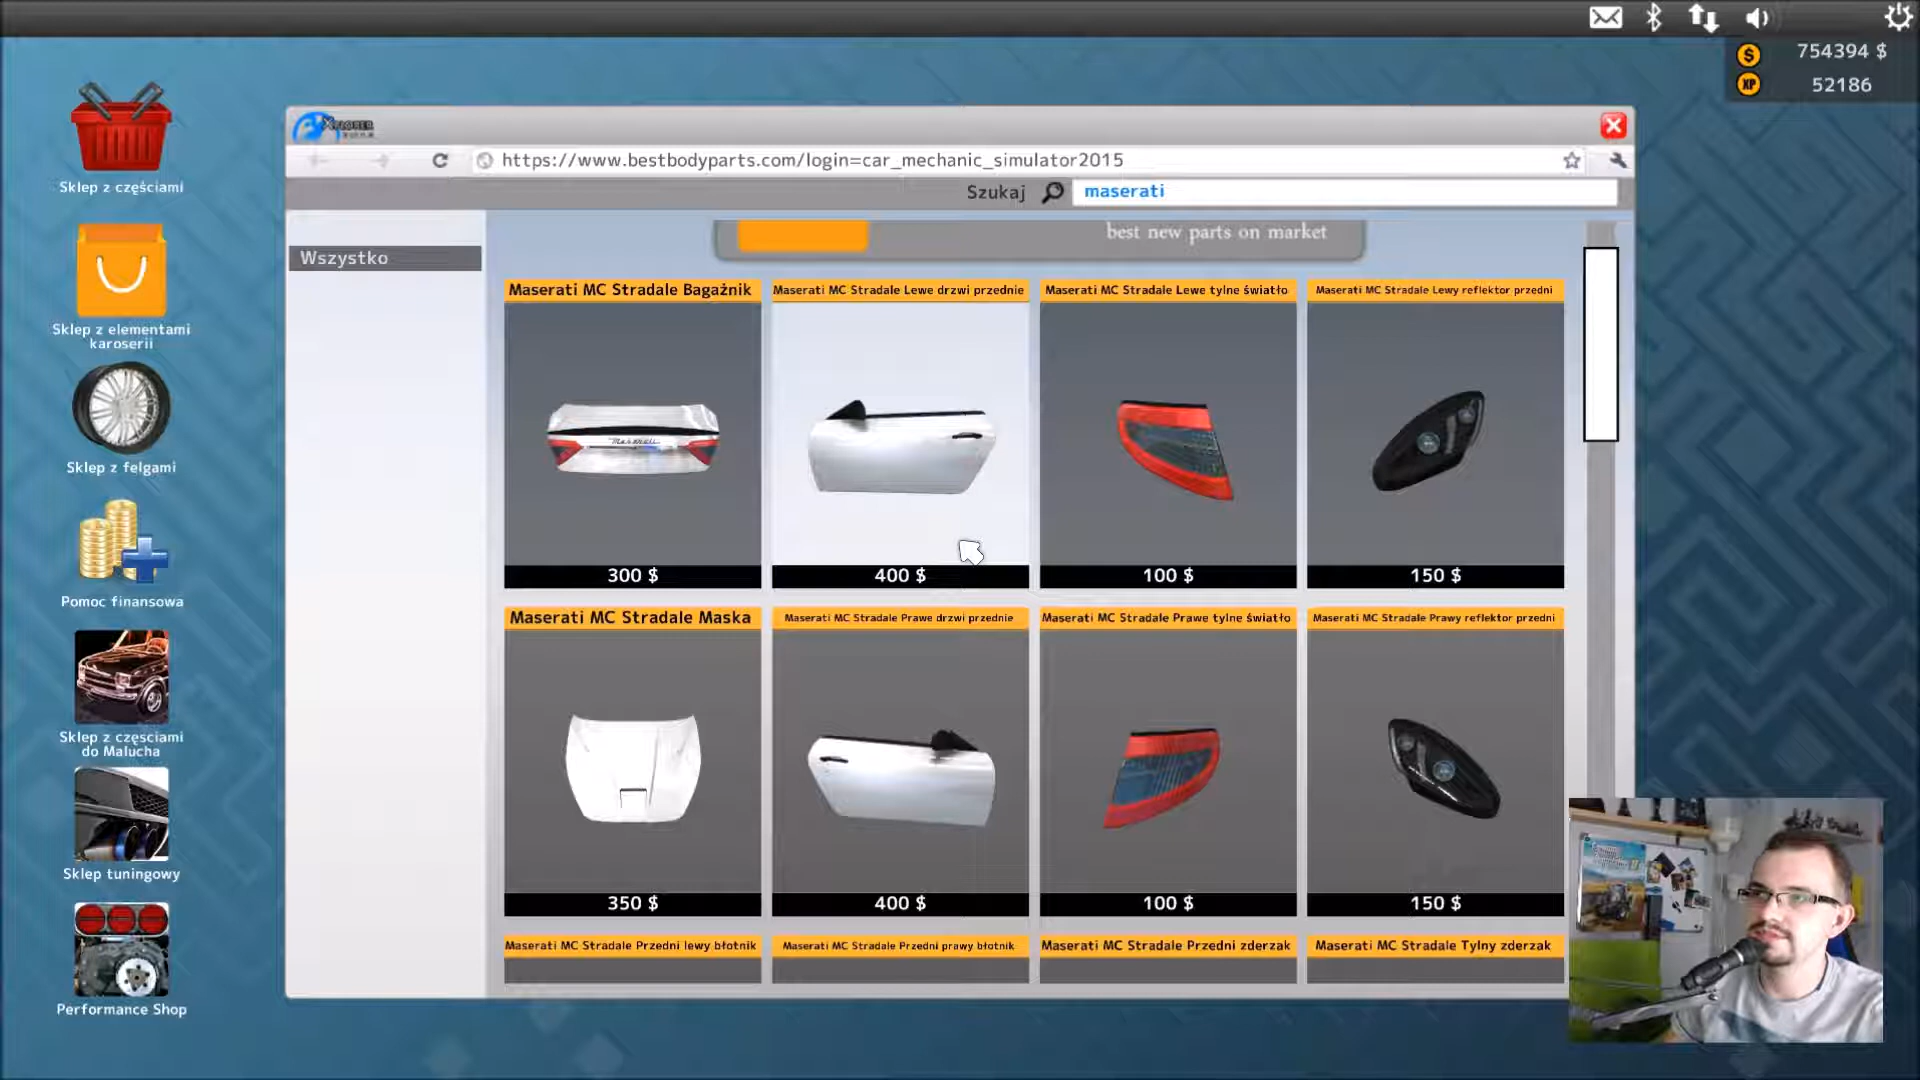 754394 $
XP
52186
XPLORER
https://www.bestbodyparts.com/login=car_mechanic_simulator2015
Szukaj
maserati
Wszystko
best new parts on market
Maserati MC Stradale Bagażnik
Maserati MC Stradale Lewe drzwi przednie
Maserati MC Stradale Lewe tylne światło
Maserati MC Stradale Lewy reflektor przedni
Maserati
300 $
400 $
100 $
150 $
Maserati MC Stradale Maska
Maserati MC Stradale Prawe drzwi przednie
Maserati MC Stradale Prawe tylne światło
Maserati MC Stradale Prawy reflektor przedni
350 $
400 $
100 $
150 $
Maserati MC Stradale Przedni lewy błotnik
Maserati MC Stradale Przedni prawy błotnik
Maserati MC Stradale Przedni zderzak
Maserati MC Stradale Tylny zderzak
Sklep z częściami
Sklep z elementami
karoserii
Sklep z felgami
Pomoc finansowa
Sklep z częsciami
do Malucha
Sklep tuningowy
Performance Shop